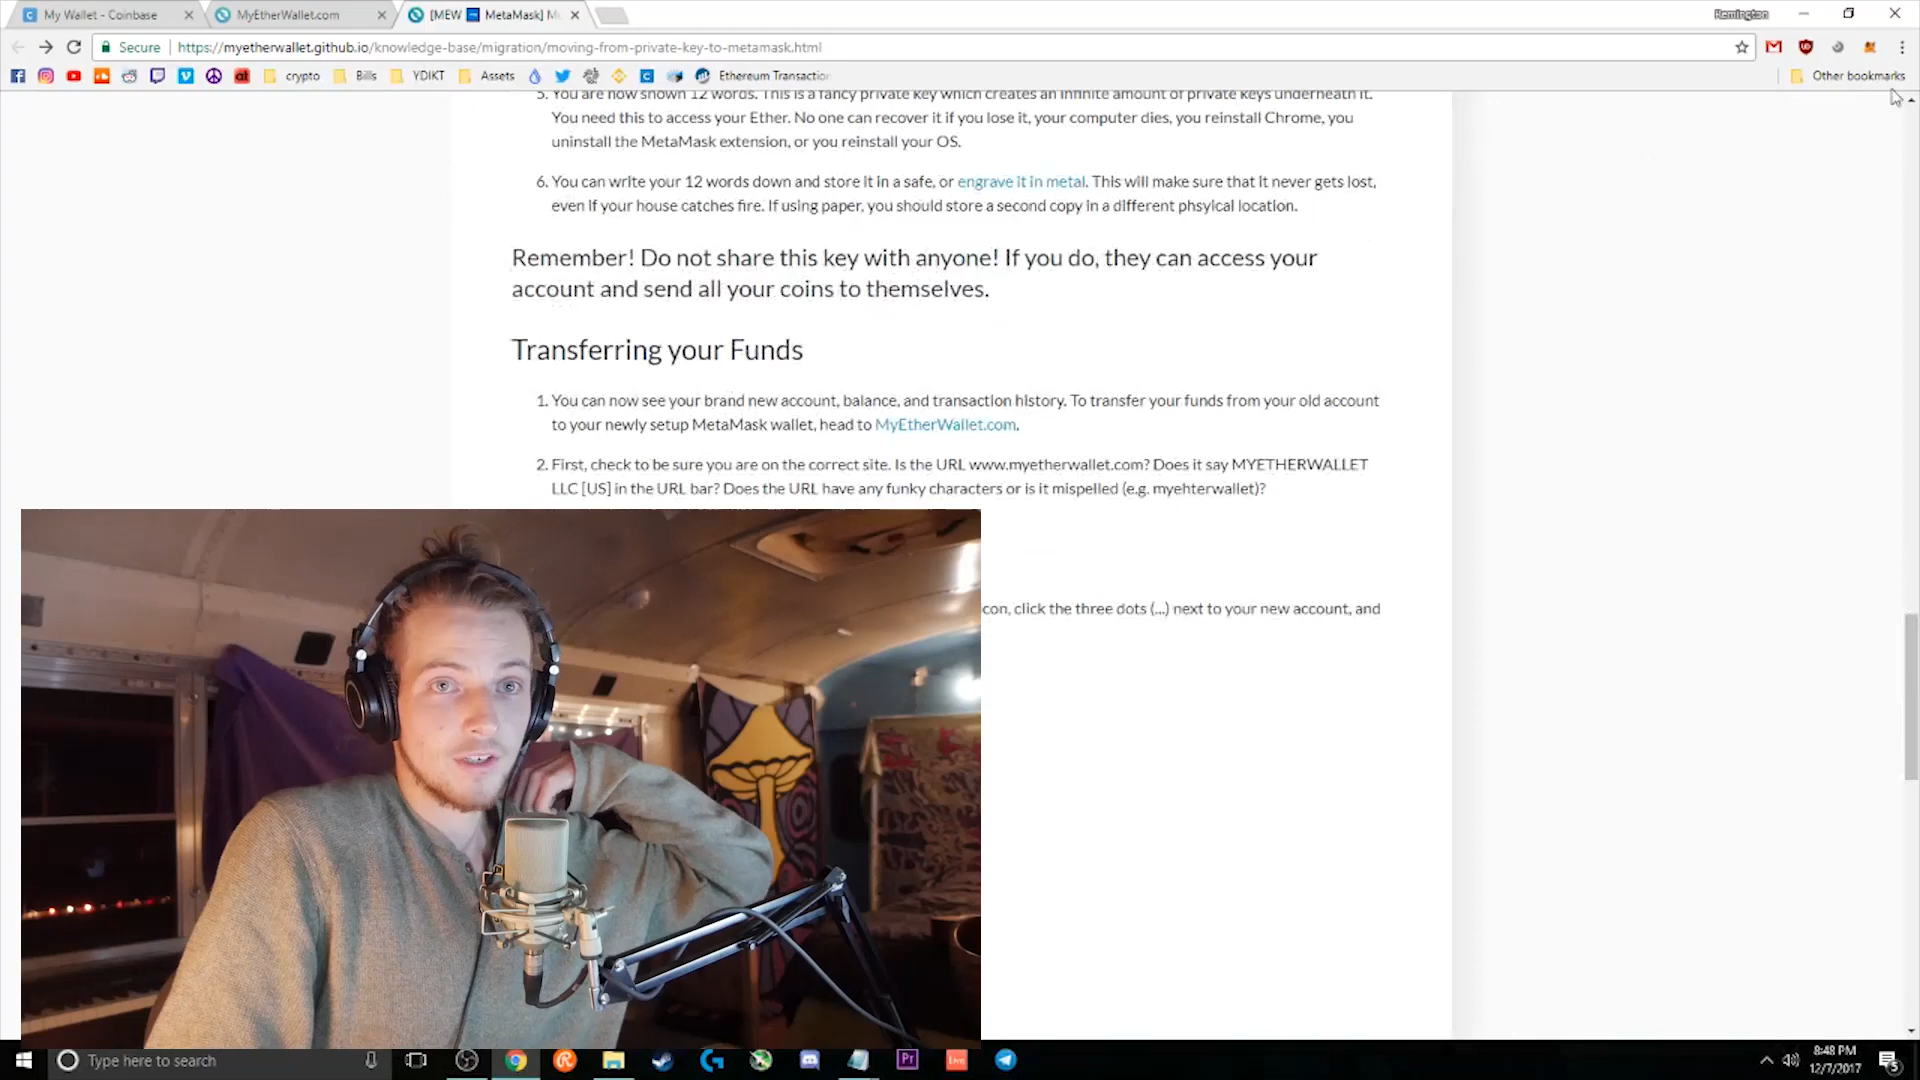 My Wallet - Coinbase
MyEtherWallet.com
[MEW MetaMask] M
Remington
Secure
https://myetherwallet.github.io/knowledge-base/migration/moving-from-private-key-to-metamask.html
crypto
Bills
YDIKT
Assets
Ethereum Transaction
Other bookmarks
5. You are now shown 12 words. This is a fancy private key which creates an infinite amount of private keys underneath it.
You need this to access your Ether. No one can recover it if you lose it, your computer dies, you reinstall Chrome, you
uninstall the MetaMask extension, or you reinstall your OS.
6. You can write your 12 words down and store it in a safe, or engrave it in metal. This will make sure that it never gets lost,
even if your house catches fire. If using paper, you should store a second copy in a different phsyical location.
Remember! Do not share this key with anyone! If you do, they can access your
account and send all your coins to themselves.
Transferring your Funds
1. You can now see your brand new account, balance, and transaction history. To transfer your funds from your old account
to your newly setup MetaMask wallet, head to MyEtherWallet.com.
2. First, check to be sure you are on the correct site. Is the URL www.myetherwallet.com? Does it say MYETHERWALLET
LLC [US] in the URL bar? Does the URL have any funky characters or is it mispelled (e.g. myehterwallet)?
con, click the three dots (...) next to your new account, and
Type here to search
Pr
Live
8:48 PM
12/7/2017
5